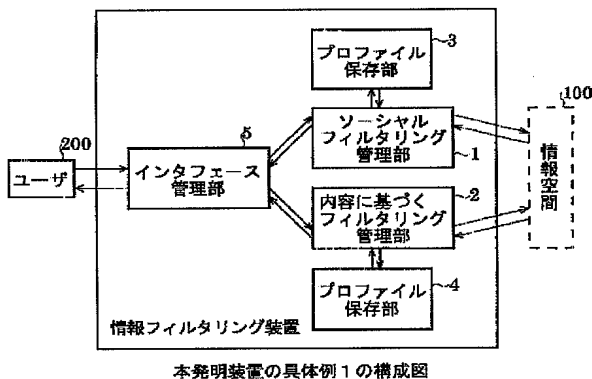 3
プロファイル
保存部
100
ソーシャル
フィルタリング
管理部
1
5
200
ユーザ
インタフェース
管理部
情報空間
2
内容に基づく
フィルタリング
管理部
4
プロファイル
保存部
情報フィルタリング装置
本発明装置の具体例1の構成図